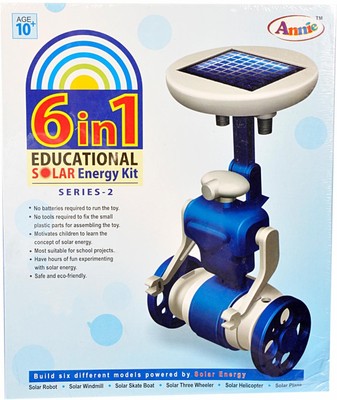 AGE
10+
Annie™
6 in 1
EDUCATIONAL
SOLAR Energy Kit
SERIES-2
• No batteries required to run the toy.
• No tools required to fix the small
plastic parts for assembling the toy.
• Motivates children to learn the
concept of solar energy.
• Most suitable for school projects.
• Have hours of fun experimenting
with solar energy.
• Safe and eco-friendly.
Build six different models powered by Solar Energy
Solar Robot • Solar Windmill • Solar Skate Boat • Solar Three Wheeler • Solar Helicopter • Solar Plane